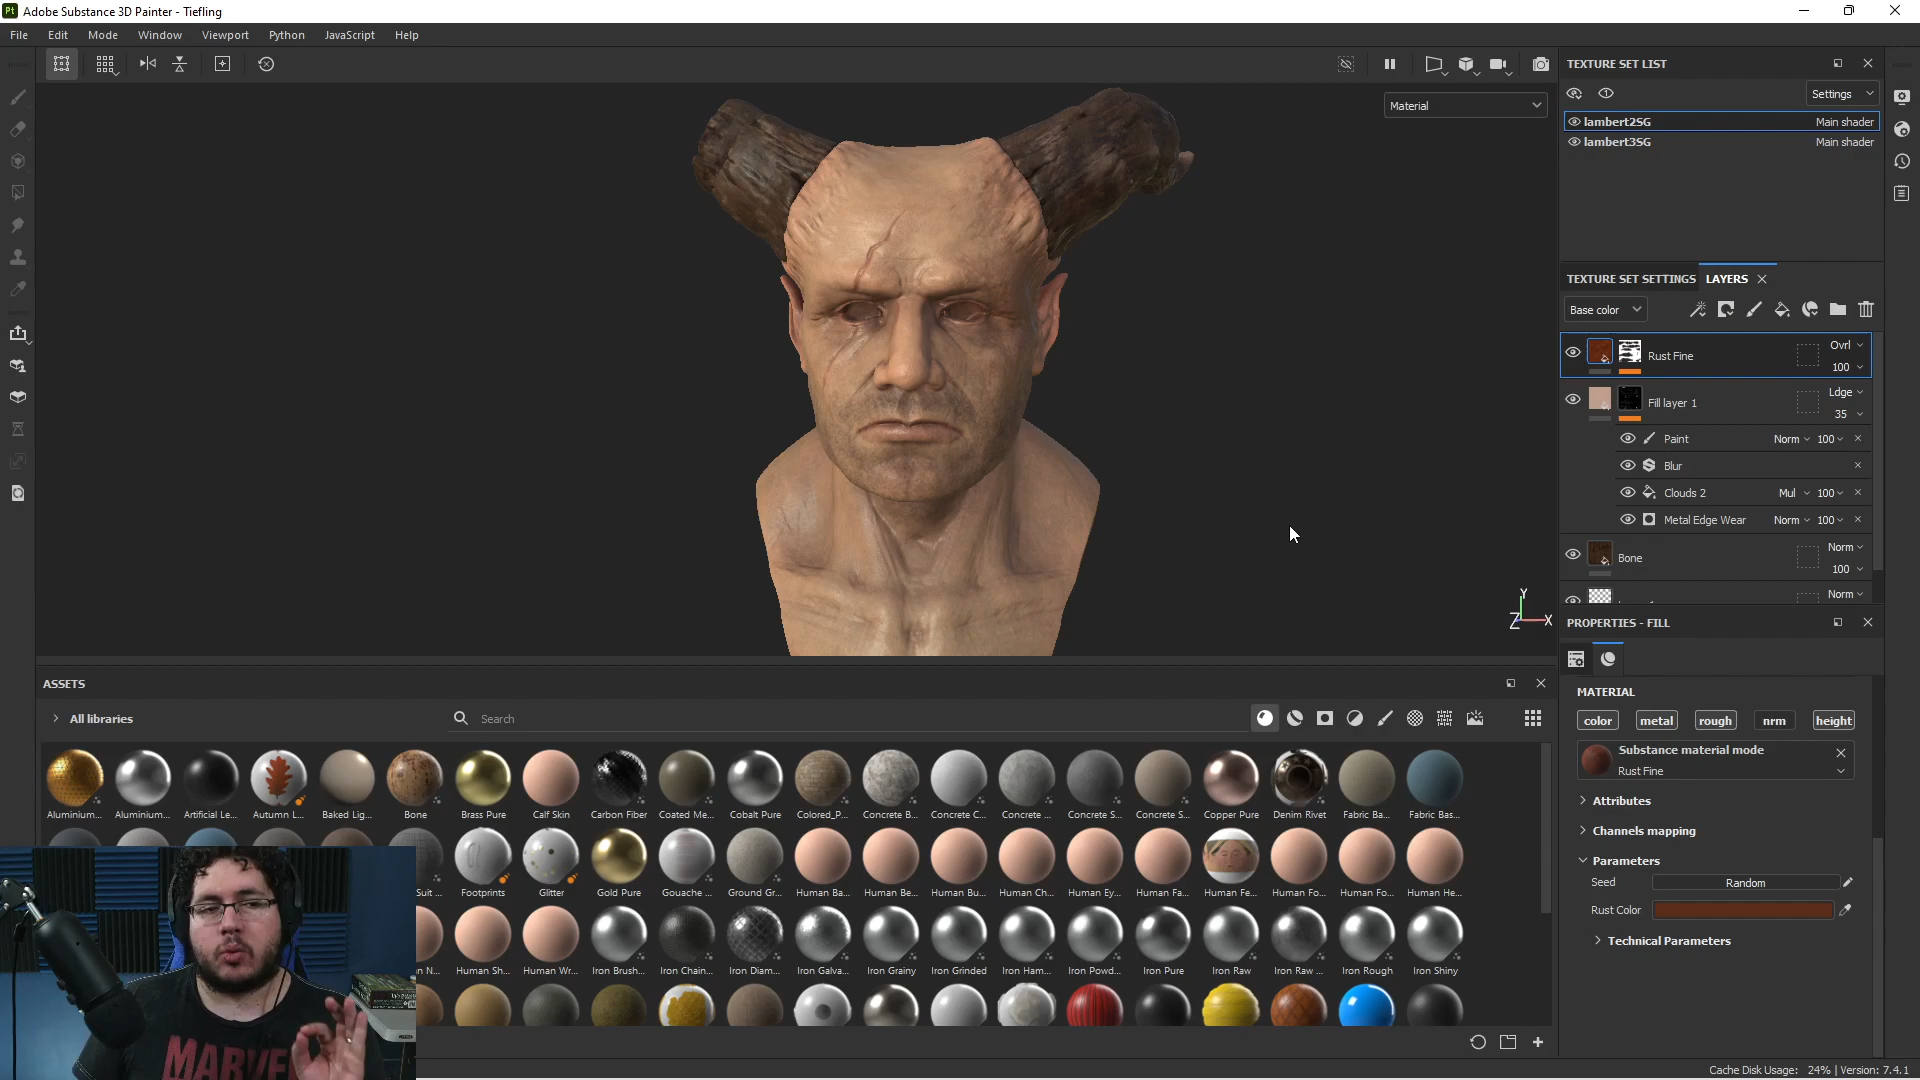 Pt Adobe Substance 3D Painter - Tiefling
File Edit Mode Window Viewport Python JavaScript Help
Material
TEXTURE SET LIST
Settings
lambert2SG Main shader
lambert3SG Main shader
TEXTURE SET SETTINGS LAYERS
Base color
Rust Fine Ovrl 100
Fill layer 1 Ldge 35
Paint Norm 100
Blur
Clouds 2 Mul 100
Metal Edge Wear Norm 100
Bone Norm 100
Norm
Y
Z X
PROPERTIES - FILL
MATERIAL
color metal rough nrm height
Substance material mode
Rust Fine
Attributes
Channels mapping
Parameters
Seed Random
Rust Color
Technical Parameters
ASSETS
All libraries Search
Aluminium... Aluminium... Artificial Le... Autumn L... Baked Lig... Bone Brass Pure Calf Skin Carbon Fiber Coated Me... Cobalt Pure Colored_P... Concrete B... Concrete C... Concrete ... Concrete S... Concrete S... Copper Pure Denim Rivet Fabric Ba... Fabric Bas...
Suit ... Footprints Glitter Gold Pure Gouache ... Ground Gr... Human Ba... Human Be... Human Bu... Human Ch... Human Ey... Human Fa... Human Fe... Human Fo... Human Fo... Human He...
Human Sh... Human Wr... Iron Brush... Iron Chain... Iron Diam... Iron Galva... Iron Grainy Iron Grinded Iron Ham... Iron Powd... Iron Pure Iron Raw Iron Raw ... Iron Rough Iron Shiny
MARVE
Cache Disk Usage: 24% | Version: 7.4.1